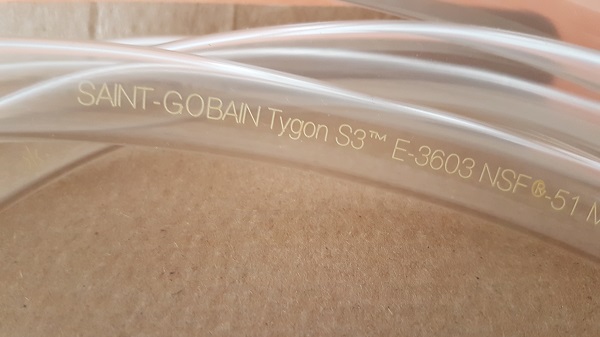 SAINT-GOBAIN Tygon S3™ E-3603 NSF®-51 M